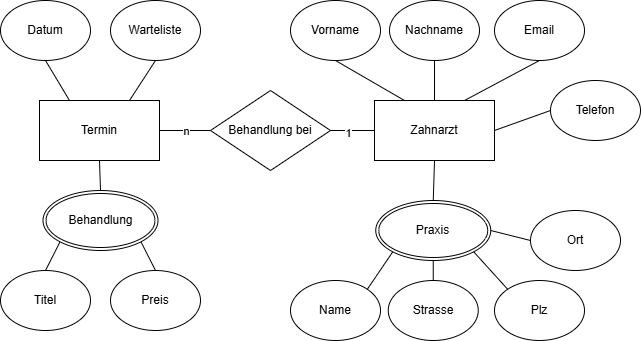 Datum
Warteliste
Vorname
Nachname
Email
Telefon
Termin
n
Behandlung bei
1
Zahnarzt
Behandlung
Praxis
Ort
Titel
Preis
Name
Strasse
Plz